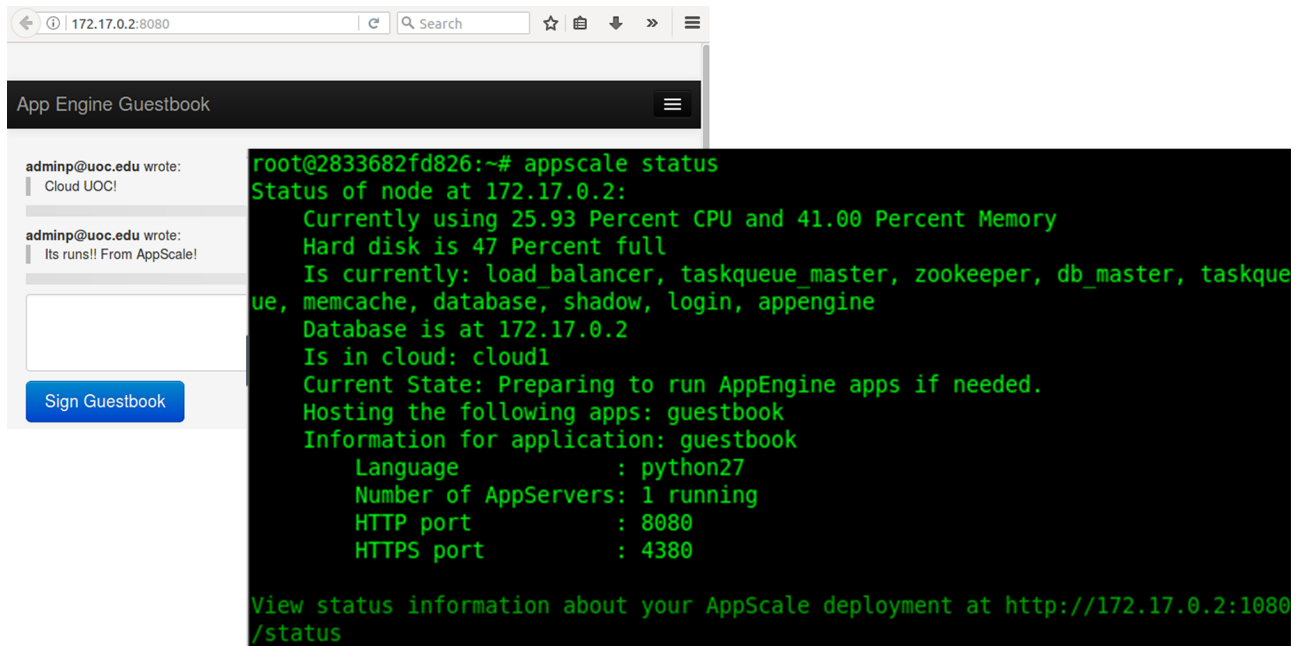 172.17.0.2:8080
Search
App Engine Guestbook
adminp@uoc.edu wrote:
Cloud UOC!
adminp@uoc.edu wrote:
Its runs!! From AppScale!
Sign Guestbook
root@2833682fd826:~# appscale status
Status of node at 172.17.0.2:
Currently using 25.93 Percent CPU and 41.00 Percent Memory
Hard disk is 47 Percent full
Is currently: load_balancer, taskqueue_master, zookeeper, db_master, taskque
ue, memcache, database, shadow, login, appengine
Database is at 172.17.0.2
Is in cloud: cloud1
Current State: Preparing to run AppEngine apps if needed.
Hosting the following apps: guestbook
Information for application: guestbook
Language : python27
Number of AppServers: 1 running
HTTP port : 8080
HTTPS port : 4380
View status information about your AppScale deployment at http://172.17.0.2:1080
/status